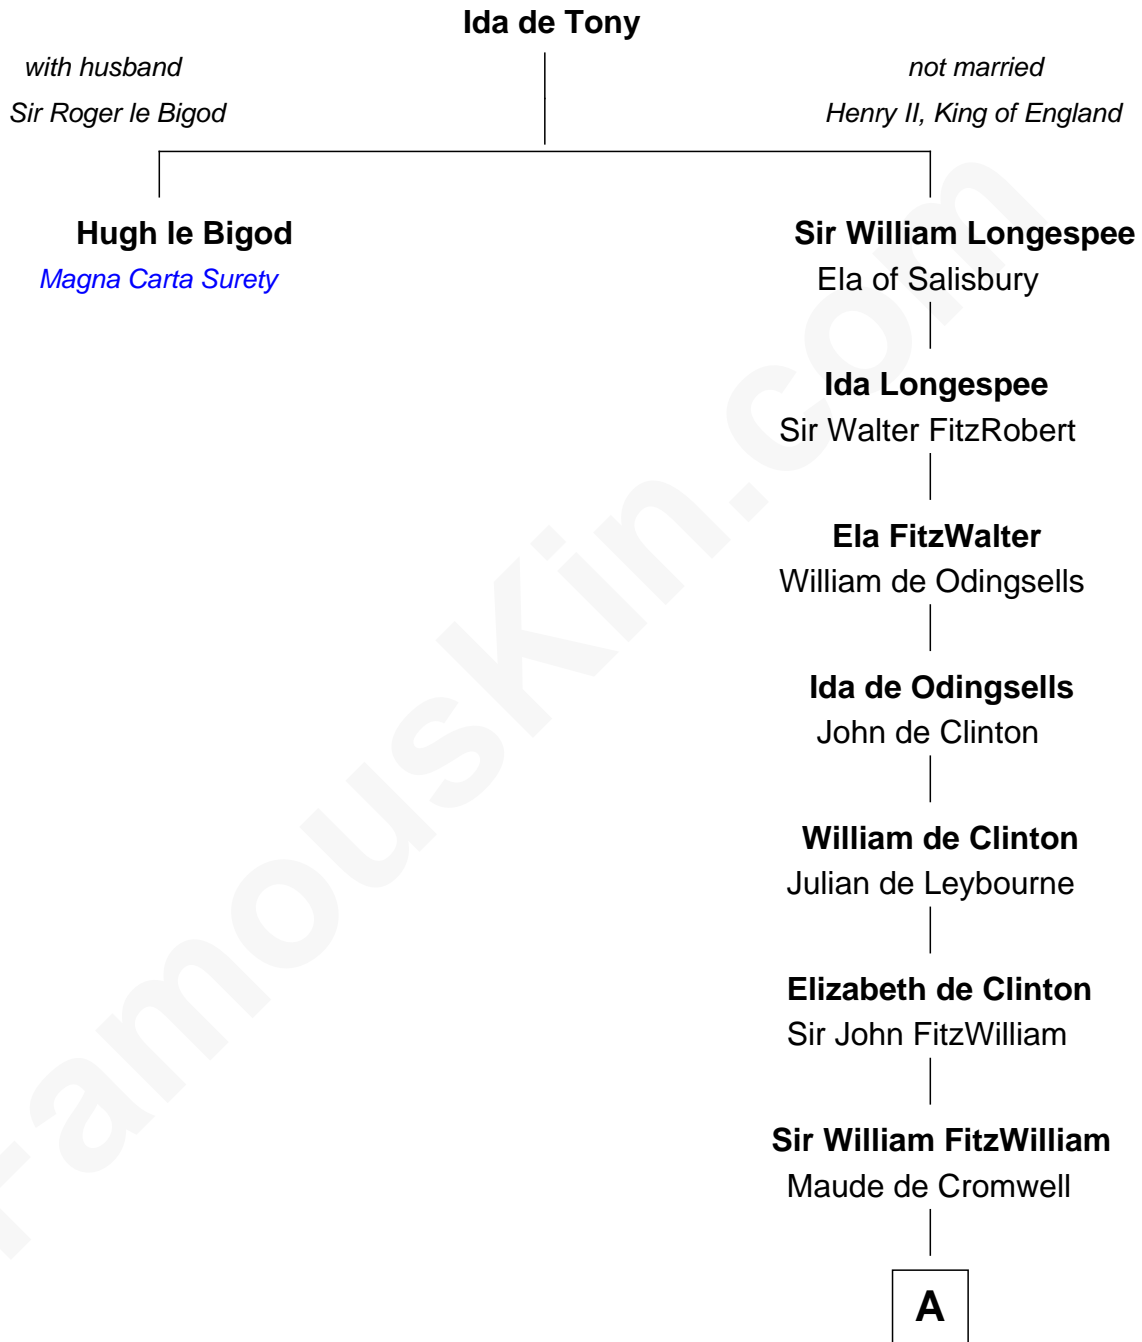 Ida de Tony
with husband
Sir Roger le Bigod
not married
Henry II, King of England
Hugh le Bigod
Magna Carta Surety
Sir William Longespee
Ela of Salisbury
Ida Longespee
Sir Walter FitzRobert
Ela FitzWalter
William de Odingsells
Ida de Odingsells
John de Clinton
William de Clinton
Julian de Leybourne
Elizabeth de Clinton
Sir John FitzWilliam
Sir William FitzWilliam
Maude de Cromwell
A
FamousKin.com